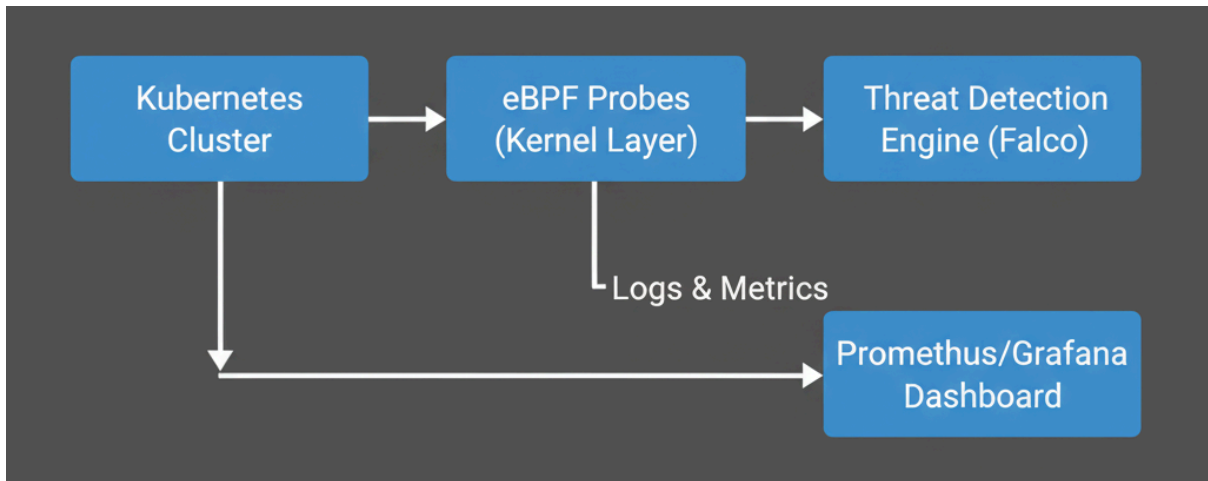 Kubernetes
Cluster
eBPF Probes
(Kernel Layer)
Threat Detection
Engine (Falco)
Logs & Metrics
Promethus/Grafana
Dashboard